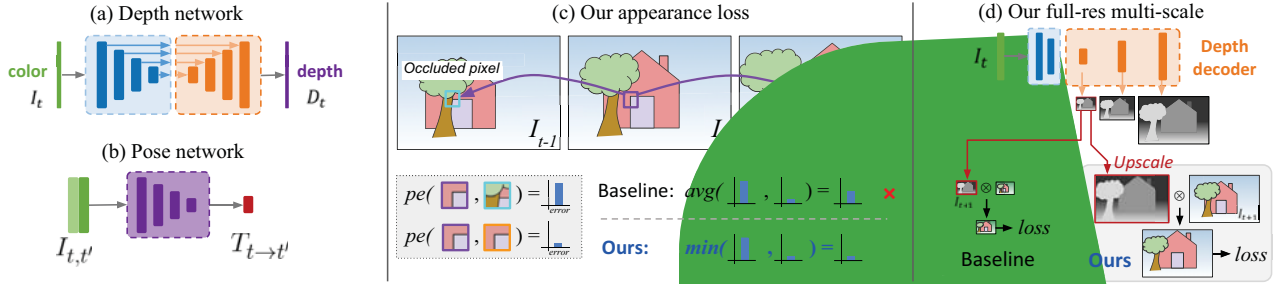 (a) Depth network
color
I_t
depth
D_t
(b) Pose network
I_{t,t'}
T_{t→t'}
(c) Our appearance loss
Occluded pixel
I_{t-1}
I
pe( , ) =
error
pe( , ) =
error
Baseline: avg( , ) = ×
Ours: min( , ) =
(d) Our full-res multi-scale
I_t
Depth
decoder
Upscale
I_{t+1}
⊗
loss
Baseline
I_{t+1}
⊗
loss
Ours